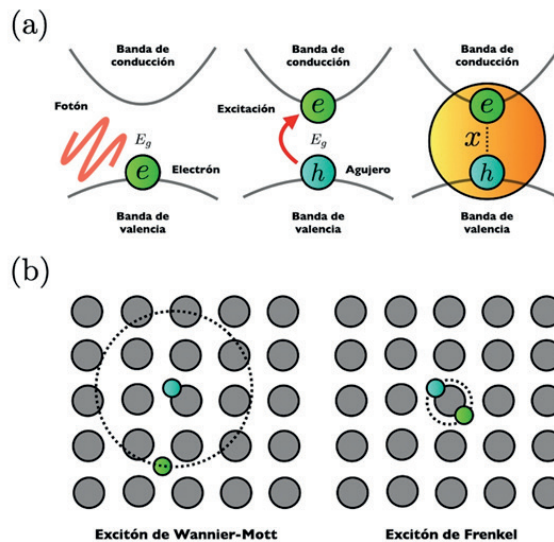 (a)
Banda de
conducción
Banda de
conducción
Banda de
conducción
Fotón
Excitación
e
e
E_g
E_g
x
Electrón
Agujero
e
h
h
Banda de
valencia
Banda de
valencia
Banda de
valencia
(b)
Excitón de Wannier-Mott
Excitón de Frenkel